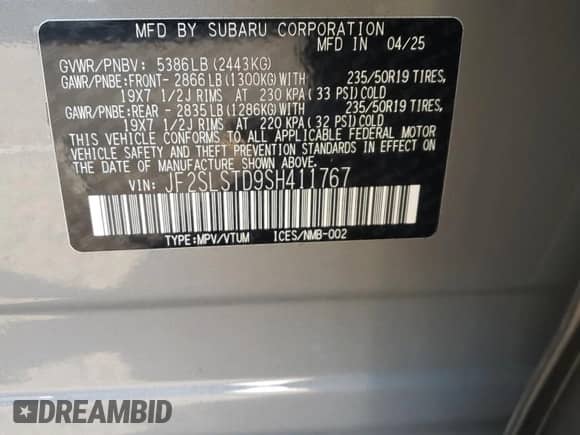 MFD BY SUBARU CORPORATION
MFD IN 04/25
GVWR/PNBV: 5386LB(2443KG)
GAWR/PNBE:FRONT- 2866LB(1300KG)WITH 235/50R19 TIRES,
19X7 1/2J RIMS AT 230 KPA(33 PSI)COLD
GAWR/PNBE:REAR - 2835LB(1286KG)WITH 235/50R19 TIRES,
19X7 1/2J RIMS AT 220 KPA(32 PSI)COLD
THIS VEHICLE CONFORMS TO ALL APPLICABLE FEDERAL MOTOR
VEHICLE SAFETY AND THEFT PREVENTION STANDARDS IN EFFECT ON
THE DATE OF MANUFACTURE SHOWN ABOVE.
VIN: JF2SLSTD9SH411767
TYPE:MPV/VTUM ICES/NMB-002
DREAMBID